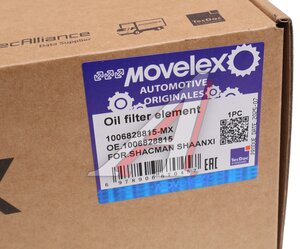 ecAlliance
Data Supplier
TecDoc
MOVELEX
AUTOMOTIVE
ORIGINALES
Oil filter element
1PC
1006828815-MX
OE.1006828815
FOR.SHACMAN SHAANXI
EAC
TecDoc